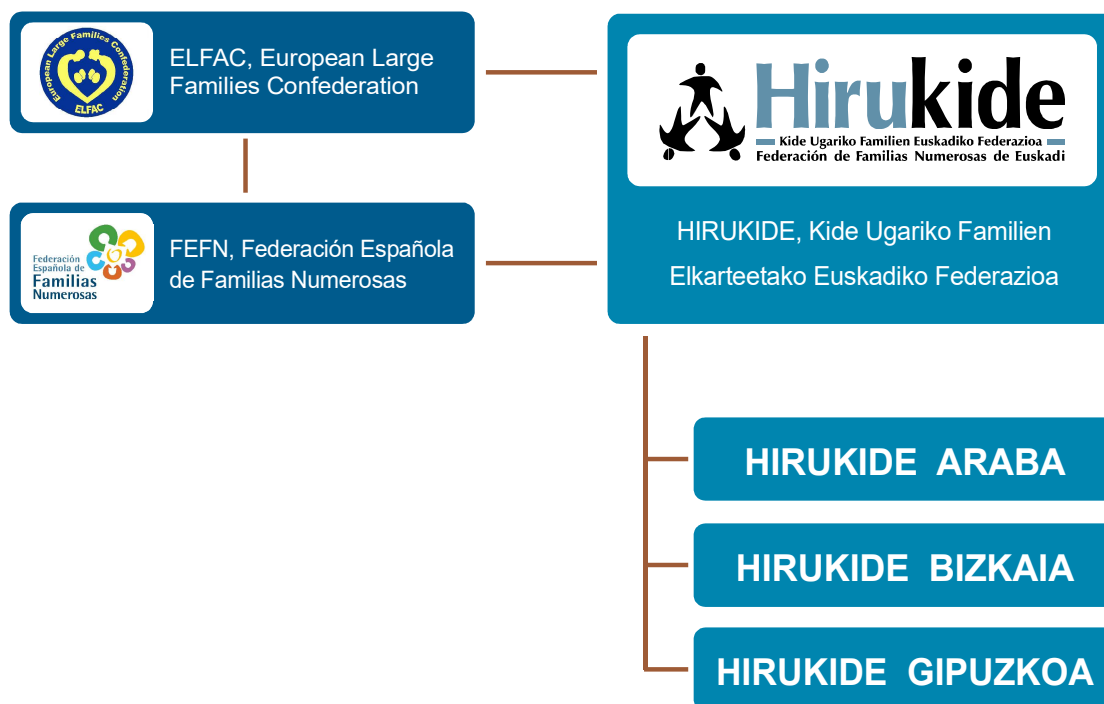 European Large Families Confederation
ELFAC
ELFAC, European Large
Families Confederation
Federación
Española de
Familias
Numerosas
FEFN, Federación Española
de Familias Numerosas
Hirukide
Kide Ugariko Familien Euskadiko Federazioa
Federación de Familias Numerosas de Euskadi
HIRUKIDE, Kide Ugariko Familien
Elkarteetako Euskadiko Federazioa
HIRUKIDE ARABA
HIRUKIDE BIZKAIA
HIRUKIDE GIPUZKOA